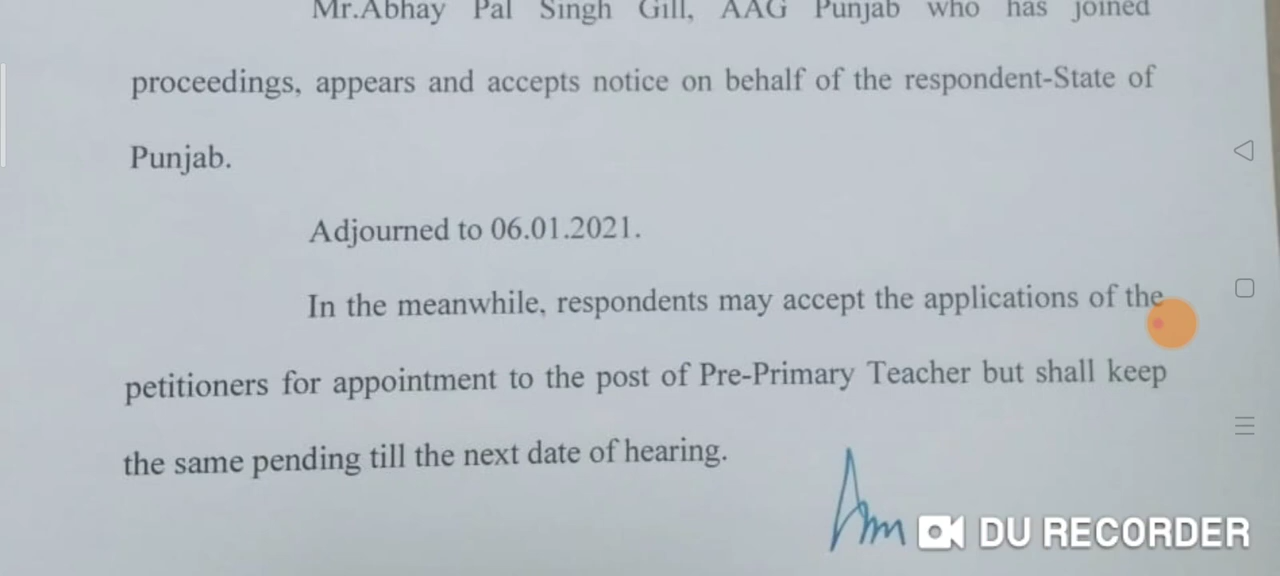 Mr.Abhay Pal Singh Gill, AAG Punjab who has joined
proceedings, appears and accepts notice on behalf of the respondent-State of
Punjab.
Adjourned to 06.01.2021.
In the meanwhile, respondents may accept the applications of the
petitioners for appointment to the post of Pre-Primary Teacher but shall keep
the same pending till the next date of hearing.
DU RECORDER